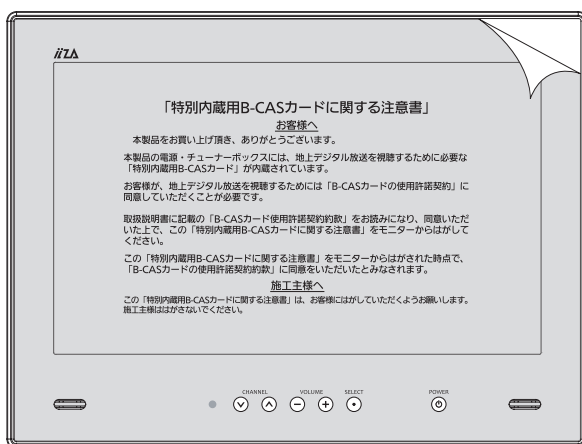 iiZA
「特別内蔵用B-CASカードに関する注意書」
お客様へ
本製品をお買い上げ頂き、ありがとうございます。
本製品の電源・チューナーボックスには、地上デジタル放送を視聴するために必要な
「特別内蔵用B-CASカード」が内蔵されています。
お客様が、地上デジタル放送を視聴するためには「B-CASカードの使用許諾契約」に
同意していただくことが必要です。
取扱説明書に記載の「B-CASカード使用許諾契約約款」をお読みになり、同意いただ
いた上で、この「特別内蔵用B-CASカードに関する注意書」をモニターからはがして
ください。
この「特別内蔵用B-CASカードに関する注意書」をモニターからはがされた時点で、
「B-CASカードの使用許諾契約約款」に同意をいただいたとみなされます。
施工主様へ
この「特別内蔵用B-CASカードに関する注意書」は、お客様にはがしていただくようお願いします。
施工主様ははがさないでください。
CHANNEL VOLUME SELECT POWER